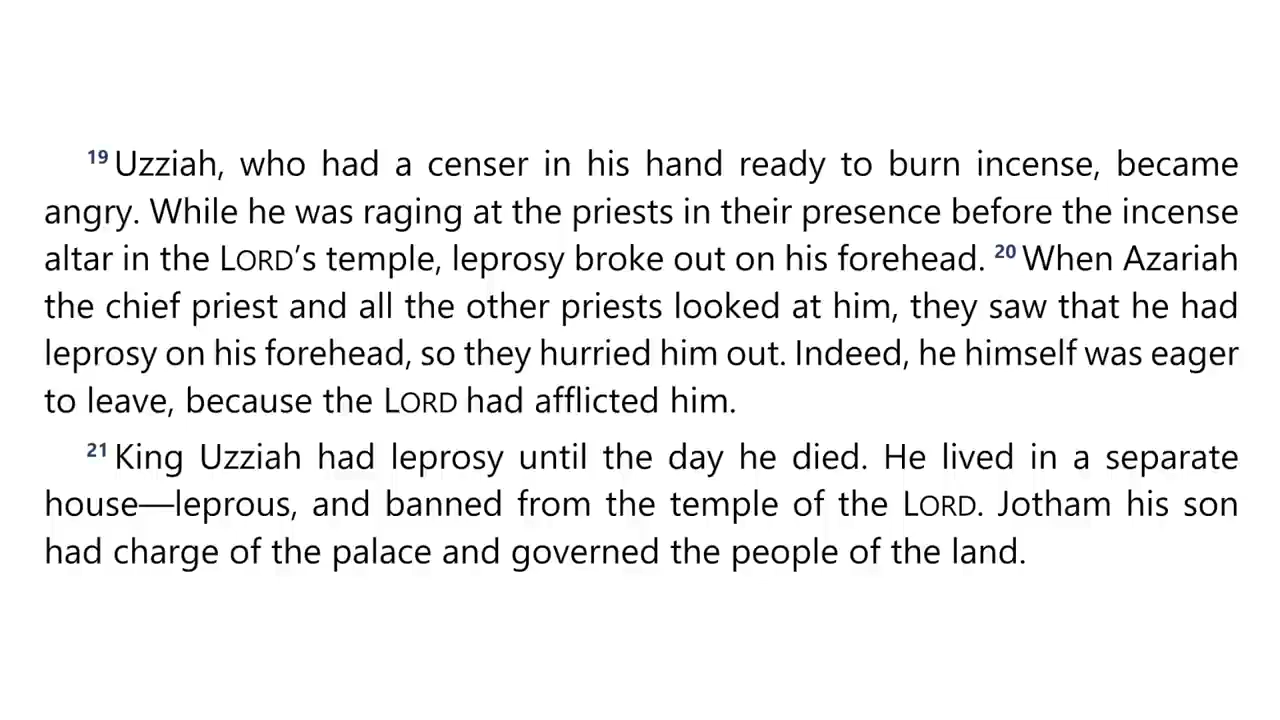 19 Uzziah, who had a censer in his hand ready to burn incense, became
angry. While he was raging at the priests in their presence before the incense
altar in the LORD’s temple, leprosy broke out on his forehead. 20 When Azariah
the chief priest and all the other priests looked at him, they saw that he had
leprosy on his forehead, so they hurried him out. Indeed, he himself was eager
to leave, because the LORD had afflicted him.
21 King Uzziah had leprosy until the day he died. He lived in a separate
house—leprous, and banned from the temple of the LORD. Jotham his son
had charge of the palace and governed the people of the land.